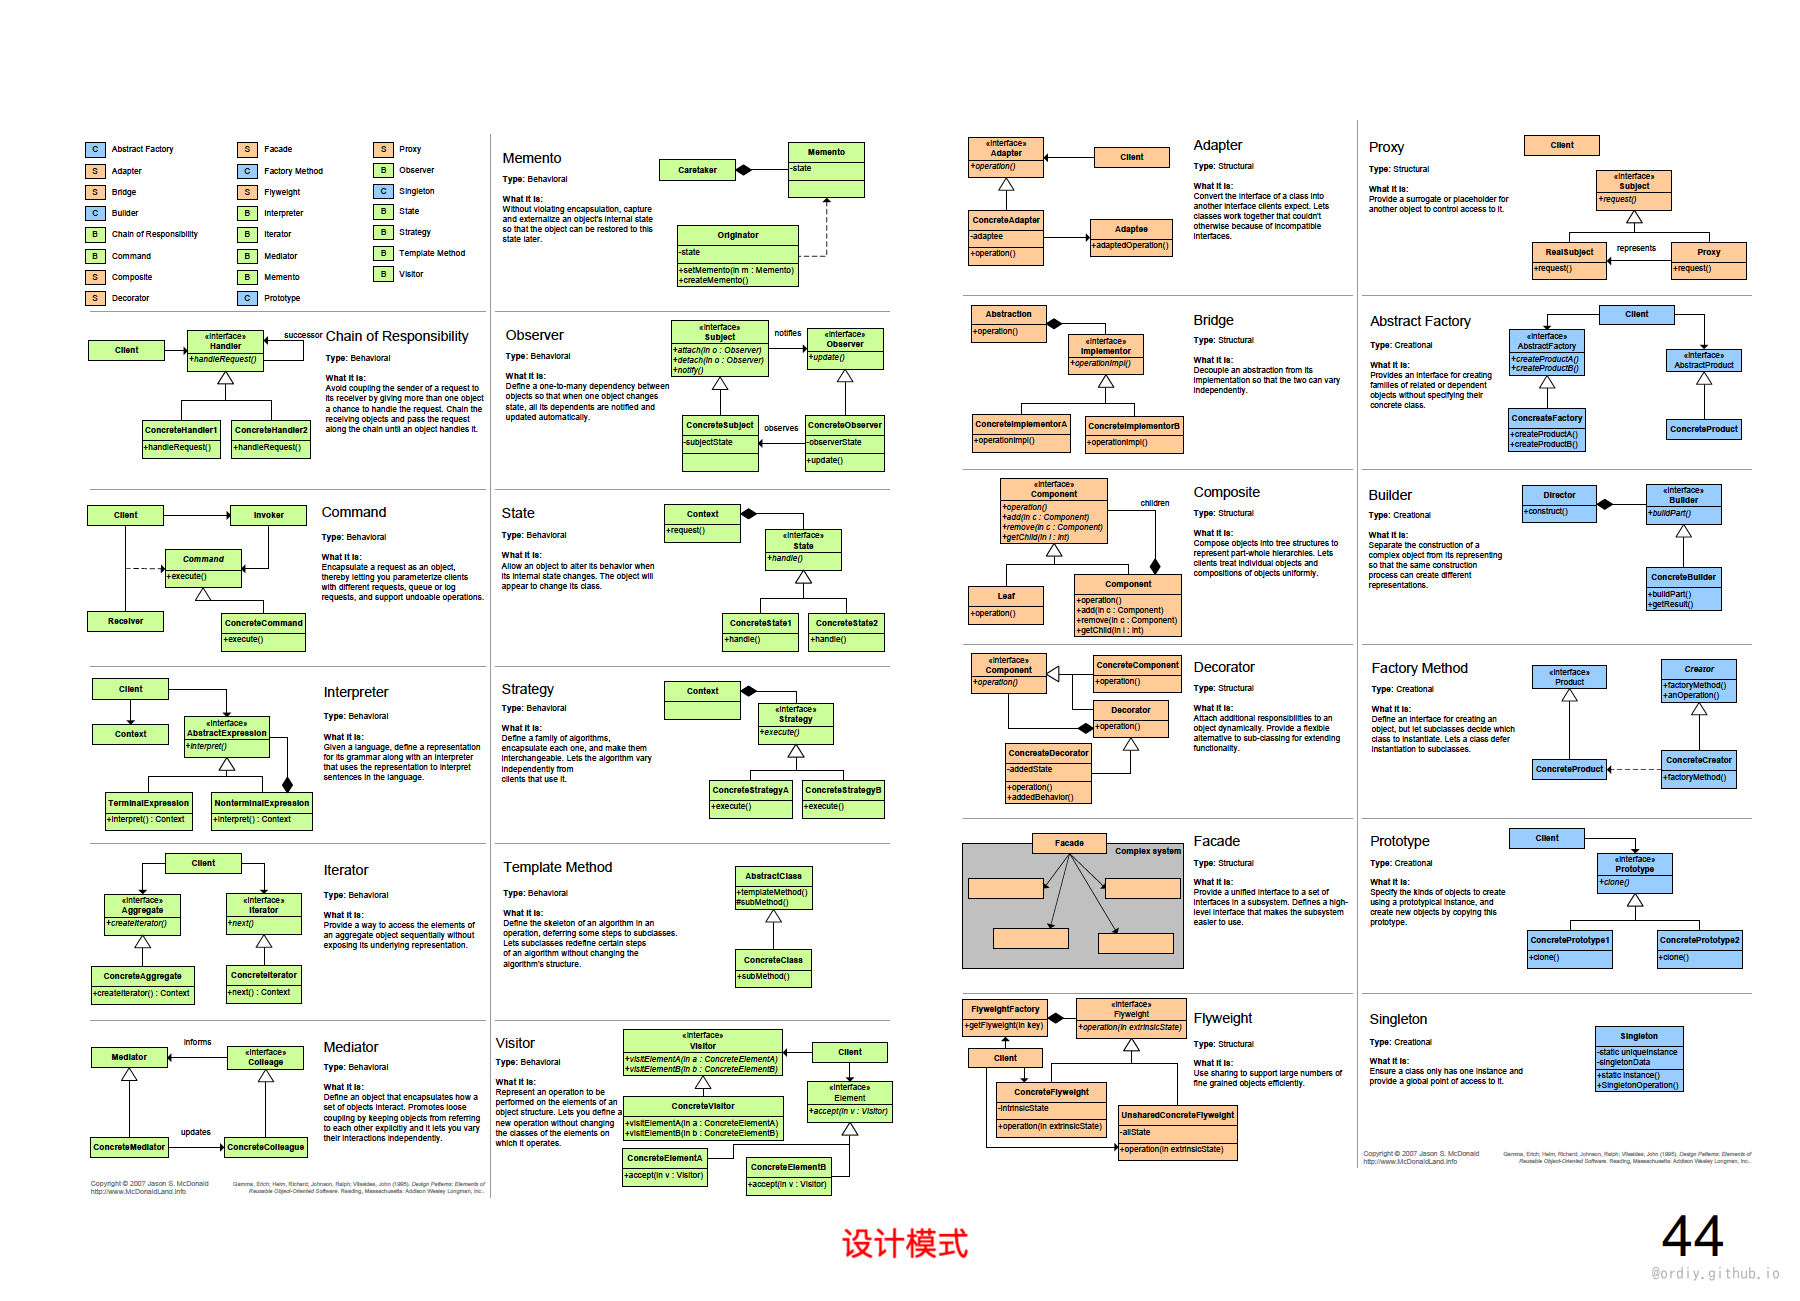 C Abstract Factory
S Adapter
S Bridge
C Builder
B Chain of Responsibility
B Command
S Composite
S Decorator
S Facade
C Factory Method
S Flyweight
B Interpreter
B Iterator
B Mediator
B Memento
C Prototype
S Proxy
B Observer
C Singleton
B State
B Strategy
B Template Method
B Visitor
Memento
Type: Behavioral
What it is:
Without violating encapsulation, capture
and externalize an object's internal state
so that the object can be restored to this
state later.
Caretaker
Memento
-state
Originator
-state
+setMemento(in m : Memento)
+createMemento()
Client
«interface»
Handler
+handleRequest()
successor
ConcreteHandler1
+handleRequest()
ConcreteHandler2
+handleRequest()
Chain of Responsibility
Type: Behavioral
What it is:
Avoid coupling the sender of a request to
its receiver by giving more than one object
a chance to handle the request. Chain the
receiving objects and pass the request
along the chain until an object handles it.
Observer
Type: Behavioral
What it is:
Define a one-to-many dependency between
objects so that when one object changes
state, all its dependents are notified and
updated automatically.
«interface»
Subject
+attach(in o : Observer)
+detach(in o : Observer)
+notify()
notifies
«interface»
Observer
+update()
ConcreteSubject
-subjectState
observes
ConcreteObserver
-observerState
+update()
Client
Invoker
Command
+execute()
Receiver
ConcreteCommand
+execute()
Command
Type: Behavioral
What it is:
Encapsulate a request as an object,
thereby letting you parameterize clients
with different requests, queue or log
requests, and support undoable operations.
State
Type: Behavioral
What it is:
Allow an object to alter its behavior when
its internal state changes. The object will
appear to change its class.
Context
+request()
«interface»
State
+handle()
ConcreteState1
+handle()
ConcreteState2
+handle()
Client
Context
«interface»
AbstractExpression
+interpret()
TerminalExpression
+interpret() : Context
NonterminalExpression
+interpret() : Context
Interpreter
Type: Behavioral
What it is:
Given a language, define a representation
for its grammar along with an interpreter
that uses the representation to interpret
sentences in the language.
Strategy
Type: Behavioral
What it is:
Define a family of algorithms,
encapsulate each one, and make them
interchangeable. Lets the algorithm vary
independently from
clients that use it.
Context
«interface»
Strategy
+execute()
ConcreteStrategyA
+execute()
ConcreteStrategyB
+execute()
Client
«interface»
Aggregate
+createIterator()
«interface»
Iterator
+next()
ConcreteAggregate
+createIterator() : Context
ConcreteIterator
+next() : Context
Iterator
Type: Behavioral
What it is:
Provide a way to access the elements of
an aggregate object sequentially without
exposing its underlying representation.
Template Method
Type: Behavioral
What it is:
Define the skeleton of an algorithm in an
operation, deferring some steps to subclasses.
Lets subclasses redefine certain steps
of an algorithm without changing the
algorithm's structure.
AbstractClass
+templateMethod()
#subMethod()
ConcreteClass
+subMethod()
Mediator
informs
«interface»
Colleage
ConcreteMediator
updates
ConcreteColleague
Mediator
Type: Behavioral
What it is:
Define an object that encapsulates how a
set of objects interact. Promotes loose
coupling by keeping objects from referring
to each other explicitly and it lets you vary
their interactions independently.
Visitor
Type: Behavioral
What it is:
Represent an operation to be
performed on the elements of an
object structure. Lets you define a
new operation without changing
the classes of the elements on
which it operates.
«interface»
Visitor
+visitElementA(in a : ConcreteElementA)
+visitElementB(in b : ConcreteElementB)
Client
«interface»
Element
+accept(in v : Visitor)
ConcreteVisitor
+visitElementA(in a : ConcreteElementA)
+visitElementB(in b : ConcreteElementB)
ConcreteElementA
+accept(in v : Visitor)
ConcreteElementB
+accept(in v : Visitor)
Copyright © 2007 Jason S. McDonald
http://www.McDonaldLand.info
Gamma, Erich; Helm, Richard; Johnson, Ralph; Vlissides, John (1995). Design Patterns: Elements of
Reusable Object-Oriented Software. Reading, Massachusetts: Addison Wesley Longman, Inc..
«interface»
Adapter
+operation()
Client
ConcreteAdapter
-adaptee
+operation()
Adaptee
+adaptedOperation()
Adapter
Type: Structural
What it is:
Convert the interface of a class into
another interface clients expect. Lets
classes work together that couldn't
otherwise because of incompatible
interfaces.
Proxy
Type: Structural
What it is:
Provide a surrogate or placeholder for
another object to control access to it.
Client
«interface»
Subject
+request()
RealSubject
+request()
represents
Proxy
+request()
Abstraction
+operation()
«interface»
Implementor
+operationImpl()
ConcreteImplementorA
+operationImpl()
ConcreteImplementorB
+operationImpl()
Bridge
Type: Structural
What it is:
Decouple an abstraction from its
implementation so that the two can vary
independently.
Abstract Factory
Type: Creational
What it is:
Provides an interface for creating
families of related or dependent
objects without specifying their
concrete class.
Client
«interface»
AbstractFactory
+createProductA()
+createProductB()
«interface»
AbstractProduct
ConcreateFactory
+createProductA()
+createProductB()
ConcreteProduct
«interface»
Component
+operation()
+add(in c : Component)
+remove(in c : Component)
+getChild(in i : int)
children
Leaf
+operation()
Component
+operation()
+add(in c : Component)
+remove(in c : Component)
+getChild(in i : int)
Composite
Type: Structural
What it is:
Compose objects into tree structures to
represent part-whole hierarchies. Lets
clients treat individual objects and
compositions of objects uniformly.
Builder
Type: Creational
What it is:
Separate the construction of a
complex object from its representing
so that the same construction
process can create different
representations.
Director
+construct()
«interface»
Builder
+buildPart()
ConcreteBuilder
+buildPart()
+getResult()
«interface»
Component
+operation()
ConcreteComponent
+operation()
Decorator
+operation()
ConcreateDecorator
-addedState
+operation()
+addedBehavior()
Decorator
Type: Structural
What it is:
Attach additional responsibilities to an
object dynamically. Provide a flexible
alternative to sub-classing for extending
functionality.
Factory Method
Type: Creational
What it is:
Define an interface for creating an
object, but let subclasses decide which
class to instantiate. Lets a class defer
instantiation to subclasses.
«interface»
Product
Creator
+factoryMethod()
+anOperation()
ConcreteProduct
ConcreteCreator
+factoryMethod()
Facade
Complex system
Facade
Type: Structural
What it is:
Provide a unified interface to a set of
interfaces in a subsystem. Defines a high-
level interface that makes the subsystem
easier to use.
Prototype
Type: Creational
What it is:
Specify the kinds of objects to create
using a prototypical instance, and
create new objects by copying this
prototype.
Client
«interface»
Prototype
+clone()
ConcretePrototype1
+clone()
ConcretePrototype2
+clone()
FlyweightFactory
+getFlyweight(in key)
«interface»
Flyweight
+operation(in extrinsicState)
Client
ConcreteFlyweight
-intrinsicState
+operation(in extrinsicState)
UnsharedConcreteFlyweight
-allState
+operation(in extrinsicState)
Flyweight
Type: Structural
What it is:
Use sharing to support large numbers of
fine grained objects efficiently.
Singleton
Type: Creational
What it is:
Ensure a class only has one instance and
provide a global point of access to it.
Singleton
-static uniqueInstance
-singletonData
+static instance()
+SingletonOperation()
Copyright © 2007 Jason S. McDonald
http://www.McDonaldLand.info
Gamma, Erich; Helm, Richard; Johnson, Ralph; Vlissides, John (1995). Design Patterns: Elements of
Reusable Object-Oriented Software. Reading, Massachusetts: Addison Wesley Longman, Inc..
设计模式
44
@ordiy.github.io